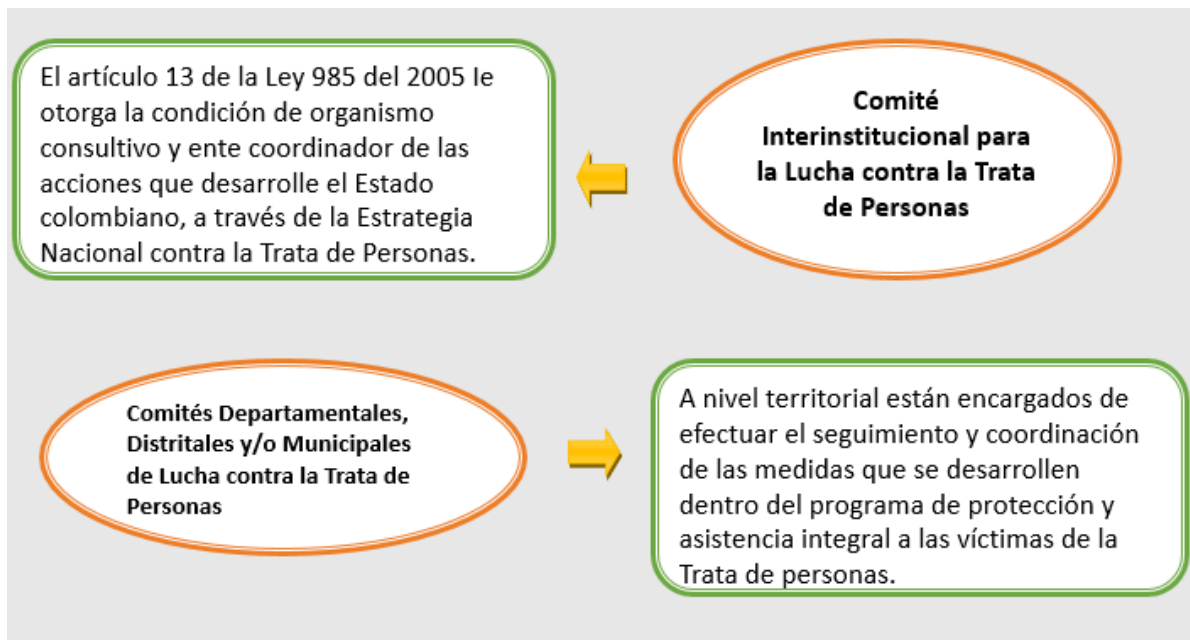 El artículo 13 de la Ley 985 del 2005 le
otorga la condición de organismo
consultivo y ente coordinador de las
acciones que desarrolle el Estado
colombiano, a través de la Estrategia
Nacional contra la Trata de Personas.
Comité
Interinstitucional para
la Lucha contra la Trata
de Personas
Comités Departamentales,
Distritales y/o Municipales
de Lucha contra la Trata de
Personas
A nivel territorial están encargados de
efectuar el seguimiento y coordinación
de las medidas que se desarrollen
dentro del programa de protección y
asistencia integral a las víctimas de la
Trata de personas.